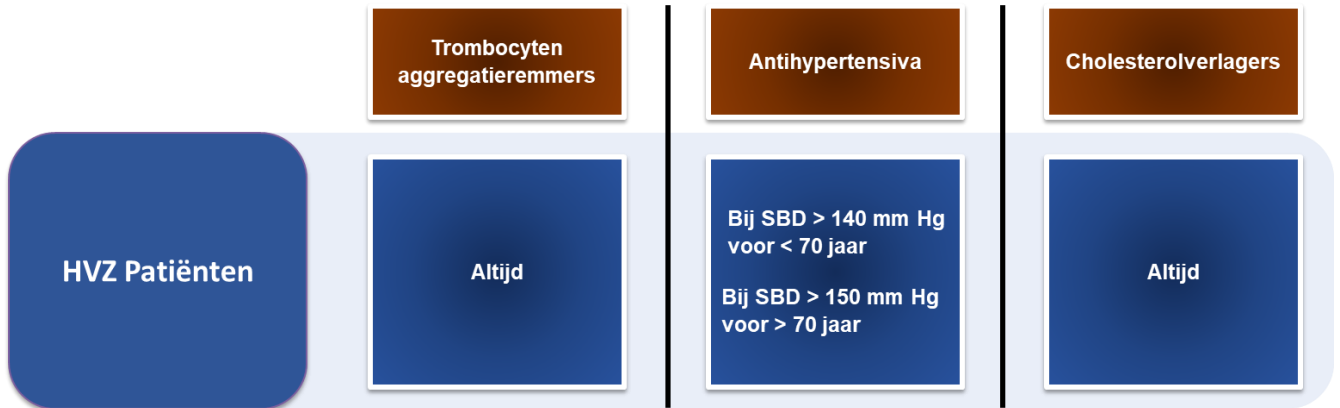 Trombocyten
aggregatieremmers
Antihypertensiva
Cholesterolverlagers
HVZ Patiënten
Altijd
Bij SBD > 140 mm Hg
voor < 70 jaar
Bij SBD > 150 mm Hg
voor > 70 jaar
Altijd